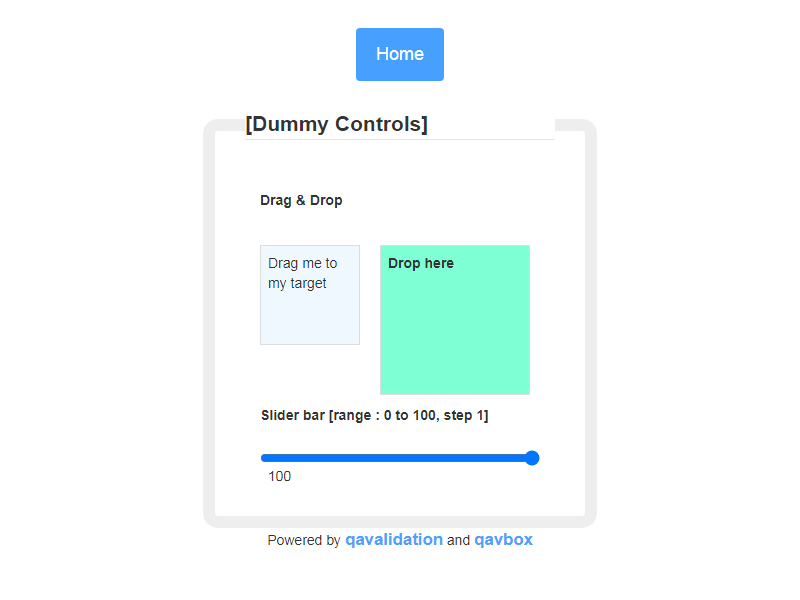 Home
[Dummy Controls]
Drag & Drop
Drag me to
my target
Drop here
Slider bar [range : 0 to 100, step 1]
100
Powered by qavalidation and qavbox